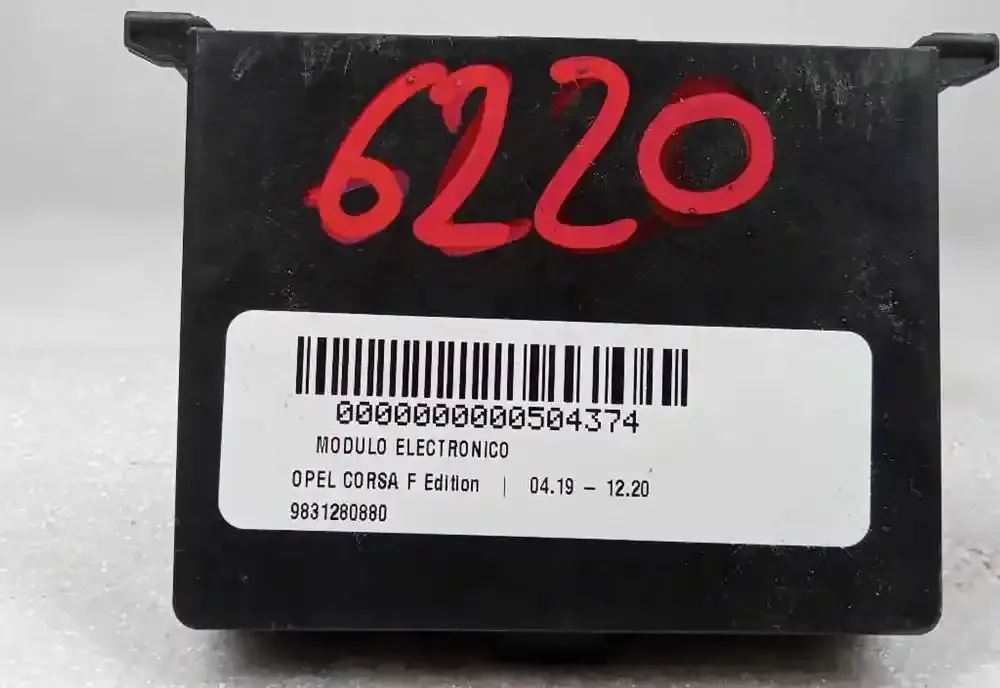 6220
0000000000504374
MODULO ELECTRONICO
OPEL CORSA F Edition | 04.19 – 12.20
9831280880